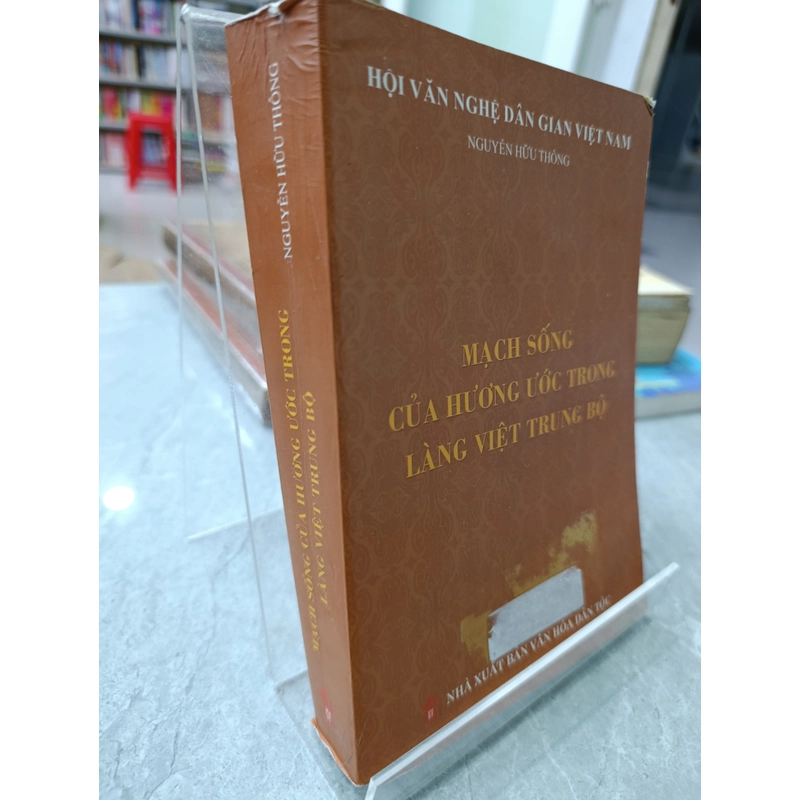 HỘI VĂN NGHỆ DÂN GIAN VIỆT NAM
NGUYỄN HỮU THÔNG
MẠCH SỐNG
CỦA HƯƠNG ƯỚC TRONG
LÀNG VIỆT TRUNG BỘ
NHÀ XUẤT BẢN VĂN HÓA DÂN TỘC
NGUYỄN HỮU THÔNG
MẠCH SỐNG CỦA HƯƠNG ƯỚC TRONG
LÀNG VIỆT TRUNG BỘ